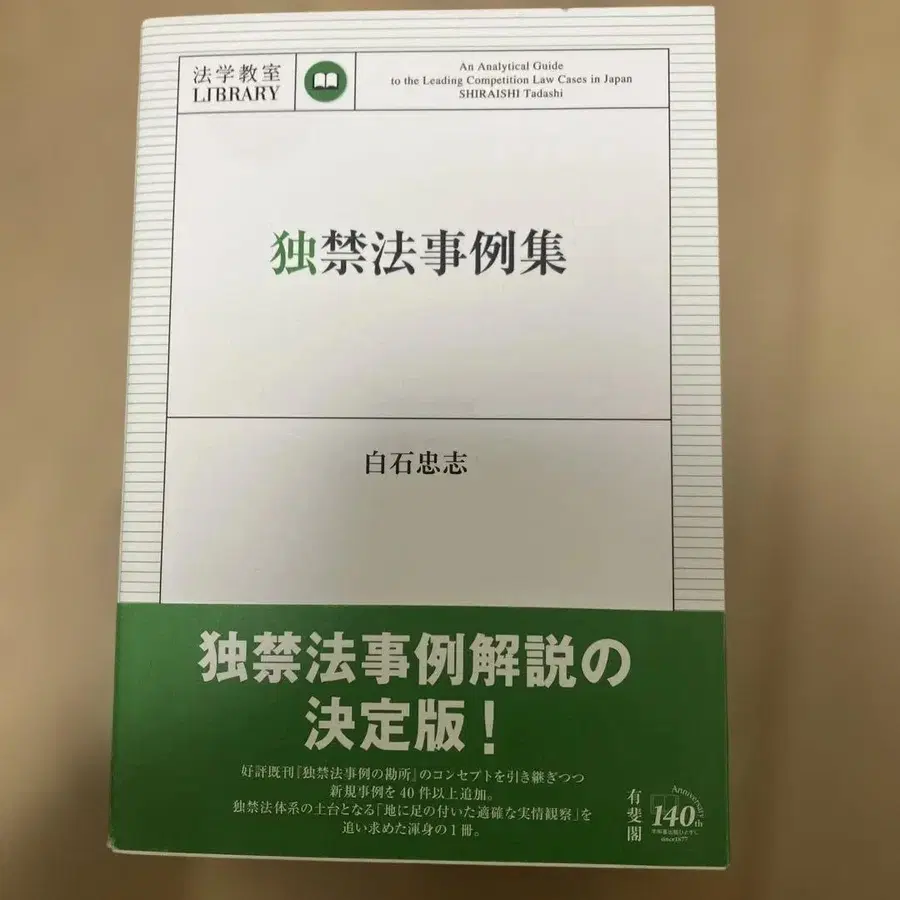 法学教室
LIBRARY
An Analytical Guide
to the Leading Competition Law Cases in Japan
SHIRAISHI Tadashi
独禁法事例集
白石忠志
独禁法事例解説の
決定版!
好評既刊『独禁法事例の勘所』のコンセプトを引き継ぎつつ
新規事例を40件以上追加。
独禁法体系の土台となる「地に足の付いた適確な実情観察」を
追い求めた渾身の1冊。
有斐閣
Anniversary
140th
since1877